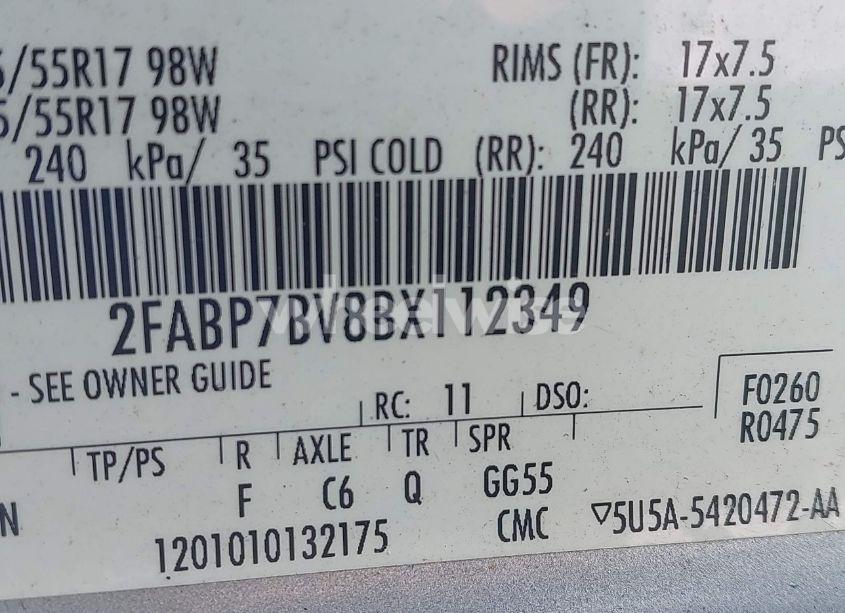 /55R17 98W RIMS (FR): 17x7.5
/55R17 98W (RR): 17x7.5
240 kPa/ 35 PSI COLD (RR): 240 kPa/ 35 PS
2FABP7BV8BX112349
wheelwise
- SEE OWNER GUIDE
RC: 11 DSO: F0260
R0475
TP/PS R AXLE TR SPR
N F C6 Q GG55
1201010132175 CMC ▽5U5A-5420472-AA